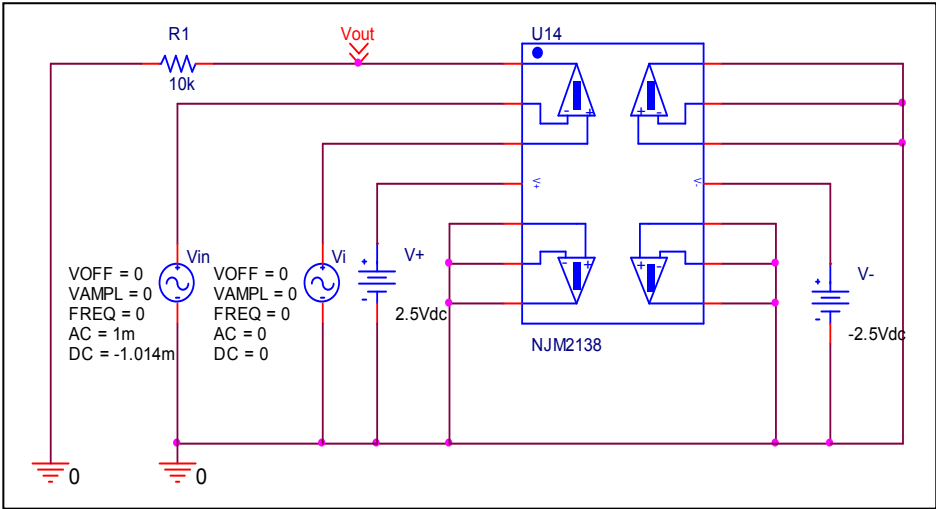 R1
10k
Vout
U14
- +
+ -
V+
V-
- +
+ -
NJM2138
+
Vin
-
VOFF = 0
VAMPL = 0
FREQ = 0
AC = 1m
DC = -1.014m
+
Vi
-
VOFF = 0
VAMPL = 0
FREQ = 0
AC = 0
DC = 0
+
V+
-
2.5Vdc
+
V-
-
-2.5Vdc
0
0